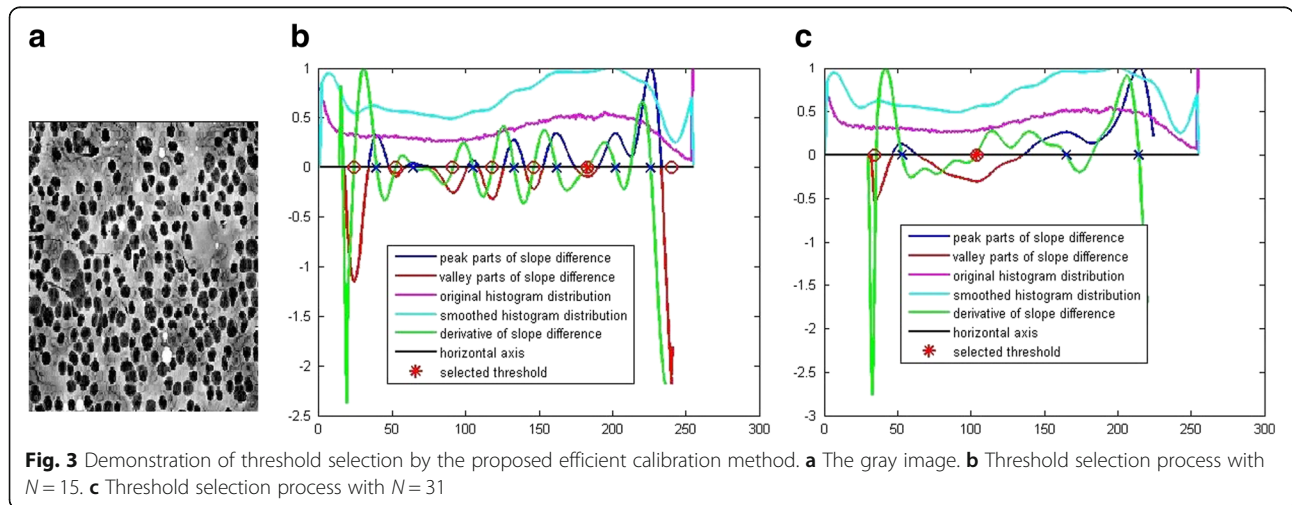 a
b
c
1
0.5
0
-0.5
-1
-1.5
-2
-2.5
0
50
100
150
200
250
300
peak parts of slope difference
valley parts of slope difference
original histogram distribution
smoothed histogram distribution
derivative of slope difference
horizontal axis
selected threshold
1
0.5
0
-0.5
-1
-1.5
-2
-2.5
-3
0
50
100
150
200
250
300
peak parts of slope difference
valley parts of slope difference
original histogram distribution
smoothed histogram distribution
derivative of slope difference
horizontal axis
selected threshold
Fig. 3 Demonstration of threshold selection by the proposed efficient calibration method. a The gray image. b Threshold selection process with
N = 15. c Threshold selection process with N = 31